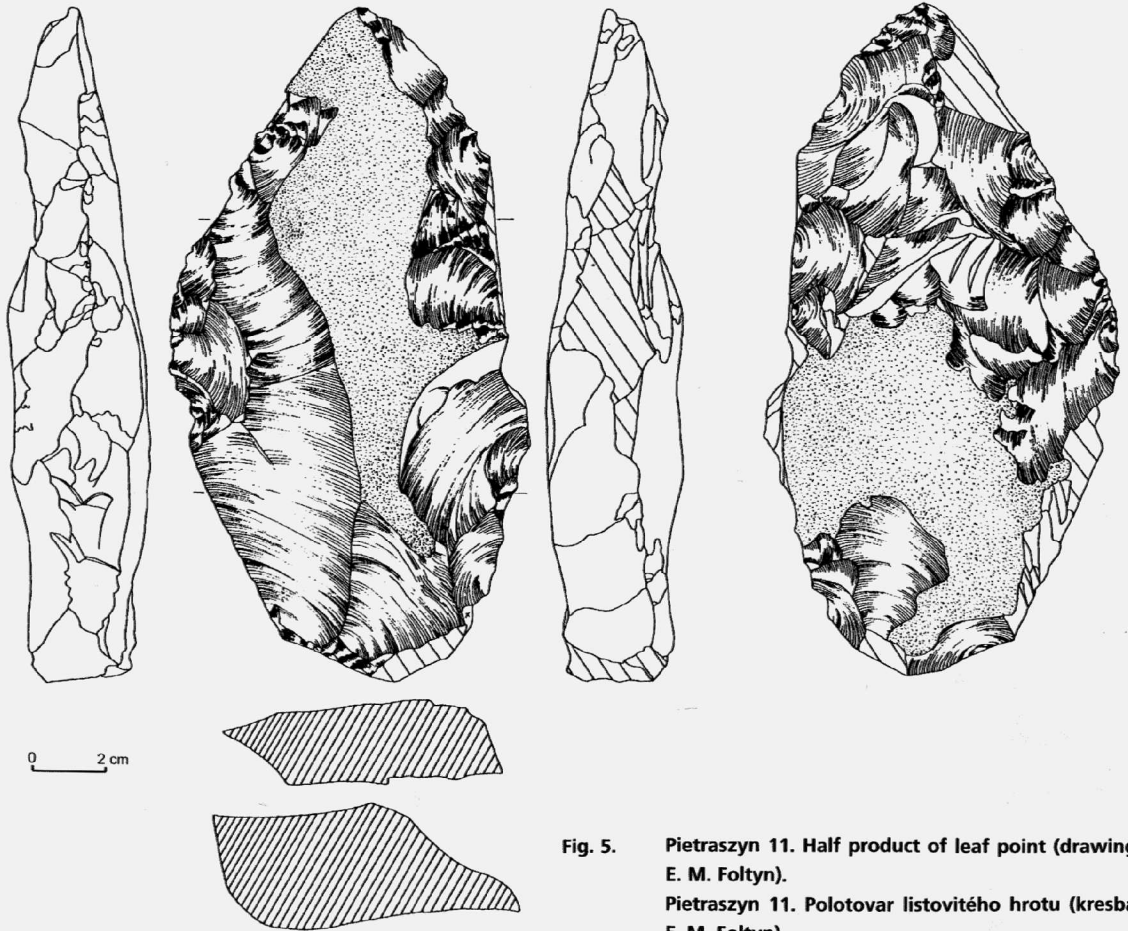 0 2 cm
Fig. 5. Pietraszyn 11. Half product of leaf point (drawing
E. M. Foltyn).
Pietraszyn 11. Polotovar listovitého hrotu (kresba
E. M. Foltyn)